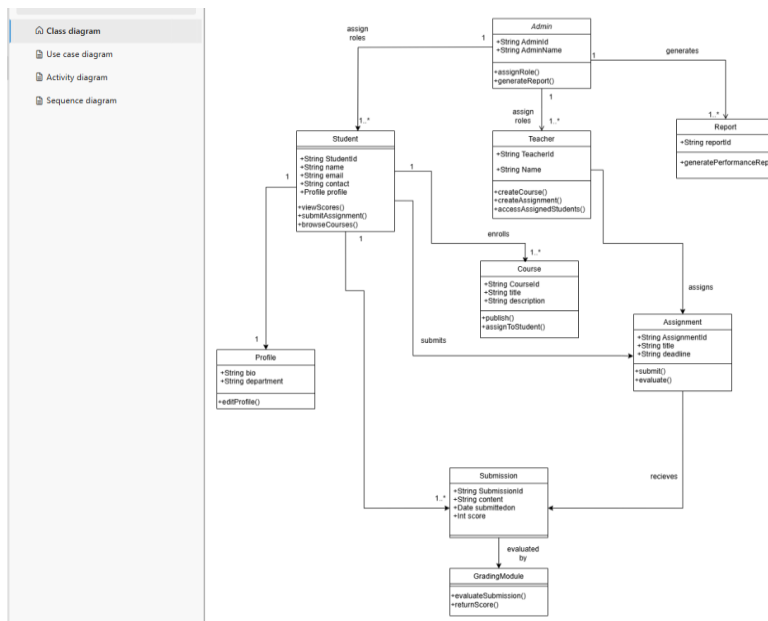 Class diagram
Use case diagram
Activity diagram
Sequence diagram
assign
roles
1
Admin
+String AdminId
+String AdminName
+assignRole()
+generateReport()
1
generates
1..*
Report
+String reportId
+generatePerformanceRep
1
assign
roles
1..*
1..*
Student
+String StudentId
+String name
+String email
+String contact
+Profile profile
+viewScores()
+submitAssignment()
+browseCourses()
1
1
1
Teacher
+String TeacherId
+String Name
+createCourse()
+createAssignment()
+accessAssignedStudents()
enrolls
1..*
Course
+String CourseId
+String title
+String description
+publish()
+assignToStudent()
assigns
Assignment
+String AssignmentId
+String title
+String deadline
+submit()
+evaluate()
submits
1
Profile
+String bio
+String department
+editProfile()
recieves
1..*
Submission
+String SubmissionId
+String content
+Date submittedon
+Int score
evaluated
by
GradingModule
+evaluateSubmission()
+returnScore()